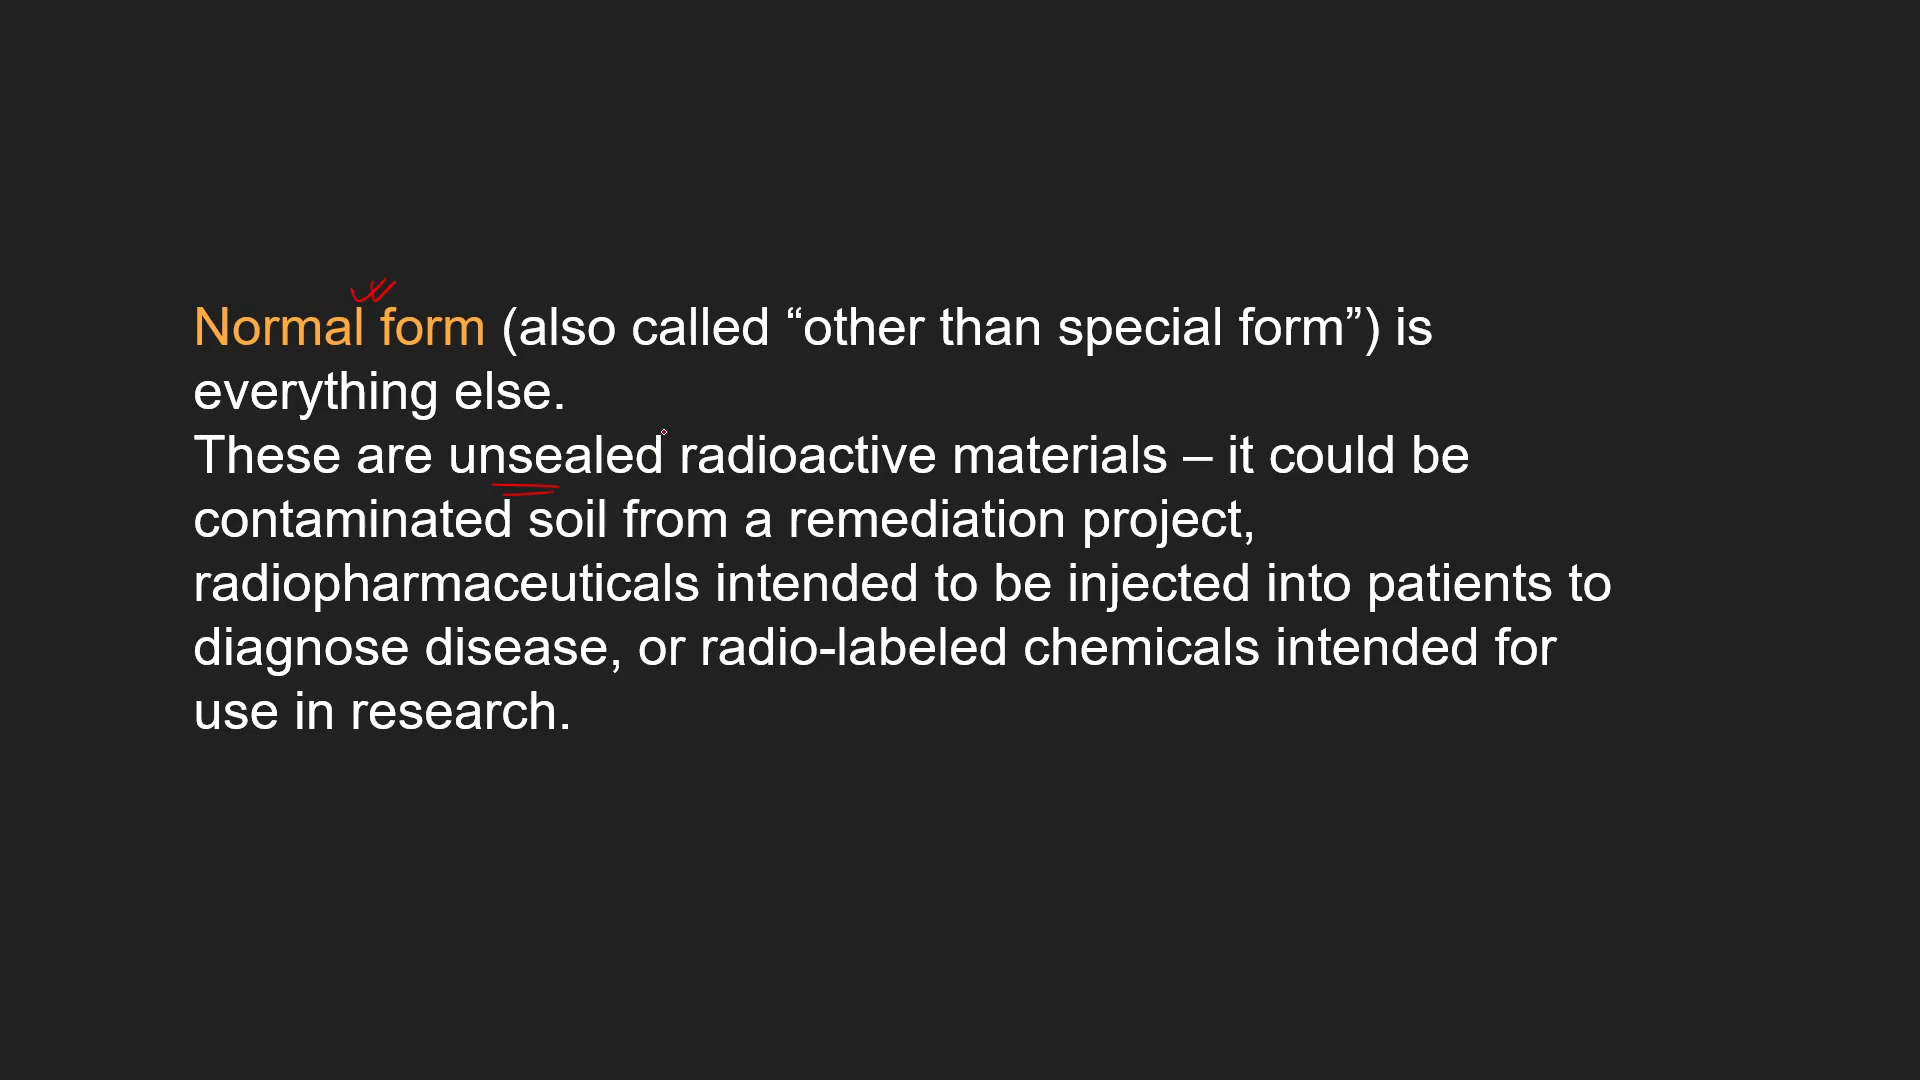 Normal form (also called “other than special form”) is
everything else.
These are unsealed radioactive materials – it could be
contaminated soil from a remediation project,
radiopharmaceuticals intended to be injected into patients to
diagnose disease, or radio-labeled chemicals intended for
use in research.